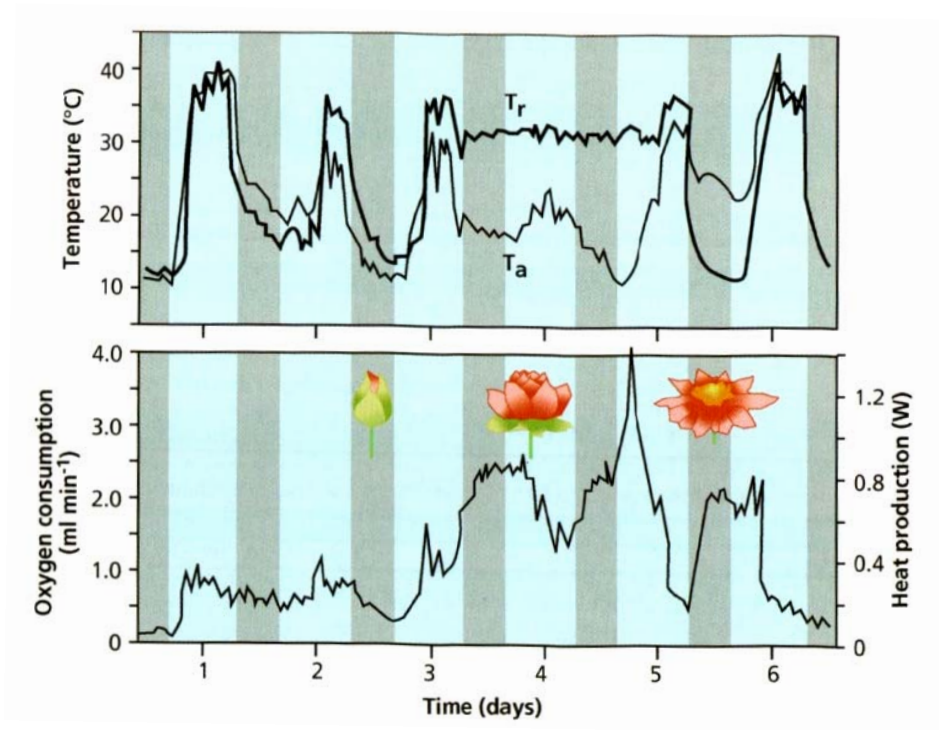 40
30
20
10
Temperature (°C)
Tr
Ta
4.0
3.0
2.0
1.0
0
Oxygen consumption
(ml min-1)
1.2
0.8
0.4
0
Heat production (W)
1 2 3 4 5 6
Time (days)